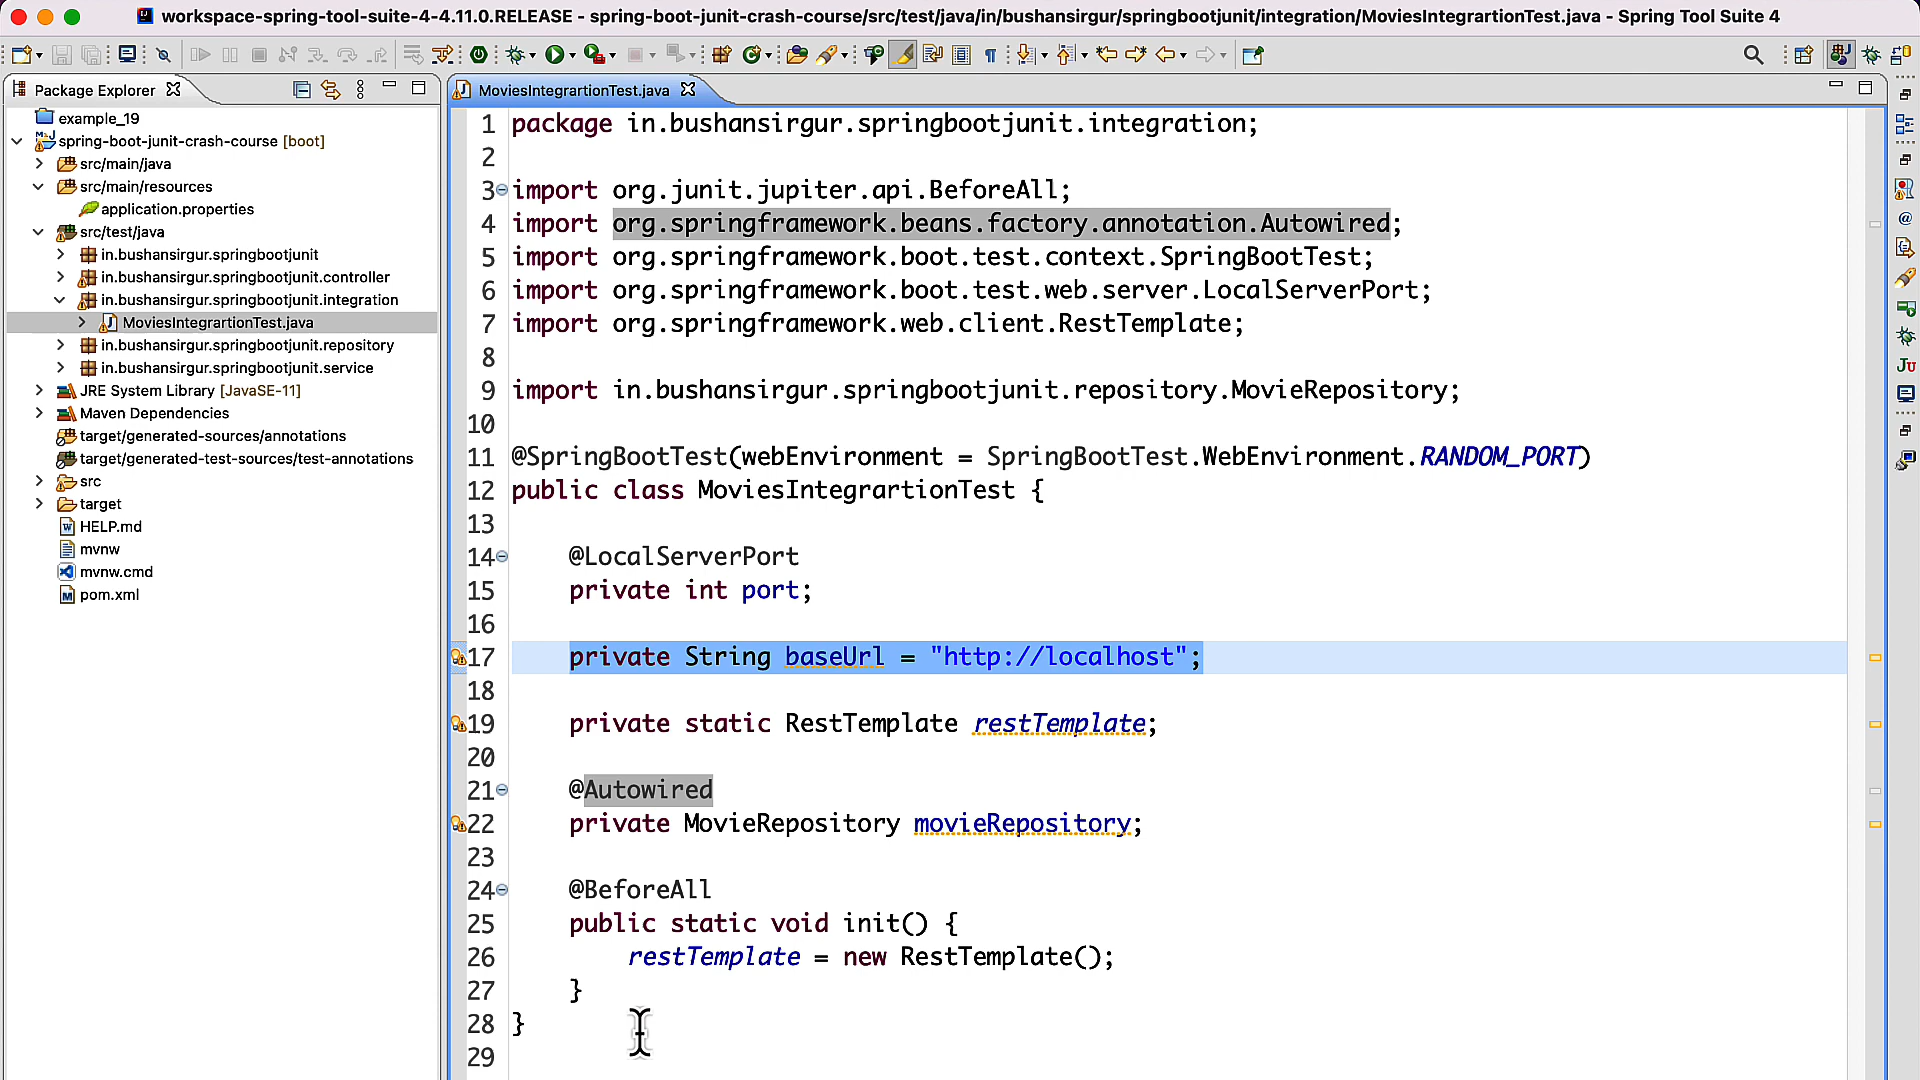 workspace-spring-tool-suite-4-4.11.0.RELEASE - spring-boot-junit-crash-course/src/test/java/in/bushansirgur/springbootjunit/integration/MoviesIntegrartionTest.java - Spring Tool Suite 4
Package Explorer
example_19
spring-boot-junit-crash-course [boot]
src/main/java
src/main/resources
application.properties
src/test/java
in.bushansirgur.springbootjunit
in.bushansirgur.springbootjunit.controller
in.bushansirgur.springbootjunit.integration
MoviesIntegrartionTest.java
in.bushansirgur.springbootjunit.repository
in.bushansirgur.springbootjunit.service
JRE System Library [JavaSE-11]
Maven Dependencies
target/generated-sources/annotations
target/generated-test-sources/test-annotations
src
target
HELP.md
mvnw
mvnw.cmd
pom.xml
MoviesIntegrartionTest.java
1 package in.bushansirgur.springbootjunit.integration;
2
3 import org.junit.jupiter.api.BeforeAll;
4 import org.springframework.beans.factory.annotation.Autowired;
5 import org.springframework.boot.test.context.SpringBootTest;
6 import org.springframework.boot.test.web.server.LocalServerPort;
7 import org.springframework.web.client.RestTemplate;
8
9 import in.bushansirgur.springbootjunit.repository.MovieRepository;
10
11 @SpringBootTest(webEnvironment = SpringBootTest.WebEnvironment.RANDOM_PORT)
12 public class MoviesIntegrartionTest {
13
14 @LocalServerPort
15 private int port;
16
17 private String baseUrl = "http://localhost";
18
19 private static RestTemplate restTemplate;
20
21 @Autowired
22 private MovieRepository movieRepository;
23
24 @BeforeAll
25 public static void init() {
26 restTemplate = new RestTemplate();
27 }
28 }
29